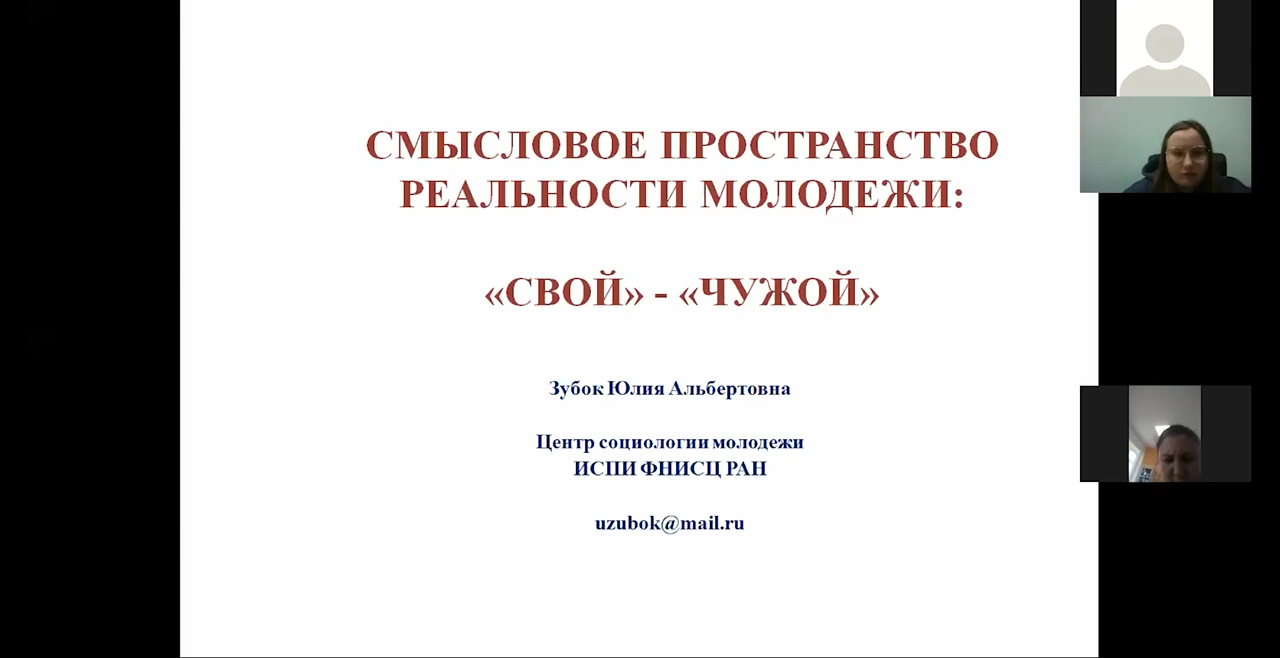 СМЫСЛОВОЕ ПРОСТРАНСТВО
РЕАЛЬНОСТИ МОЛОДЕЖИ:
«СВОЙ» - «ЧУЖОЙ»
Зубок Юлия Альбертовна
Центр социологии молодежи
ИСПИ ФНИСЦ РАН
uzubok@mail.ru